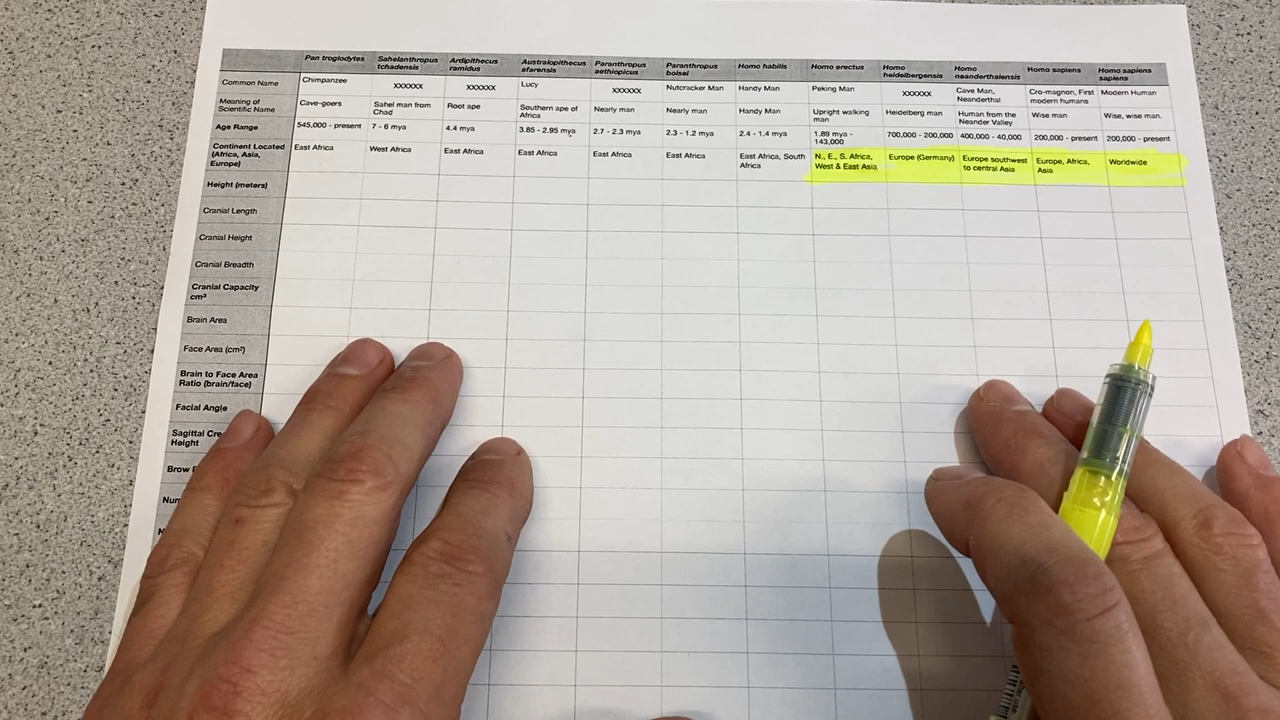 Pan troglodytes Sahelanthropus tchadensis Ardipithecus ramidus Australopithecus afarensis Paranthropus aethiopicus Paranthropus boisei Homo habilis Homo erectus Homo heidelbergensis Homo neanderthalensis Homo sapiens Homo sapiens sapiens
Common Name Chimpanzee XXXXXX XXXXXX Lucy XXXXXX Nutcracker Man Handy Man Peking Man XXXXXX Cave Man, Neanderthal Cro-magnon, First modern humans Modern Human
Meaning of Scientific Name Cave-goers Sahel man from Chad Root ape Southern ape of Africa Nearly man Nearly man Handy Man Upright walking man Heidelberg man Human from the Neander Valley Wise man Wise, wise man.
Age Range 545,000 - present 7 - 6 mya 4.4 mya 3.85 - 2.95 mya 2.7 - 2.3 mya 2.3 - 1.2 mya 2.4 - 1.4 mya 1.89 mya - 143,000 700,000 - 200,000 400,000 - 40,000 200,000 - present 200,000 - present
Continent Located (Africa, Asia, Europe) East Africa West Africa East Africa East Africa East Africa East Africa East Africa, South Africa N., E., S. Africa, West & East Asia Europe (Germany) Europe southwest to central Asia Europe, Africa, Asia Worldwide
Height (meters)
Cranial Length
Cranial Height
Cranial Breadth
Cranial Capacity
cm³
Brain Area
Face Area (cm²)
Brain to Face Area
Ratio (brain/face)
Facial Angle
Sagittal Cre
Height
Brow